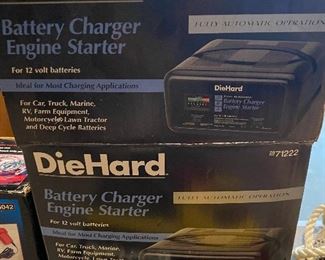 Battery Charger
Engine Starter
FULLY AUTOMATIC OPERATION
For 12 volt batteries
Ideal for Most Charging Applications
For Car, Truck, Marine,
RV, Farm Equipment,
Motorcycle, Lawn Tractor
and Deep Cycle Batteries
DieHard
Battery Charger
Engine Starter
DieHard
#71222
Battery Charger
Engine Starter
FULLY AUTOMATIC OPERATION
For 12 volt batteries
Ideal for Most Charging Applications
For Car, Truck, Marine,
RV, Farm Equipment,